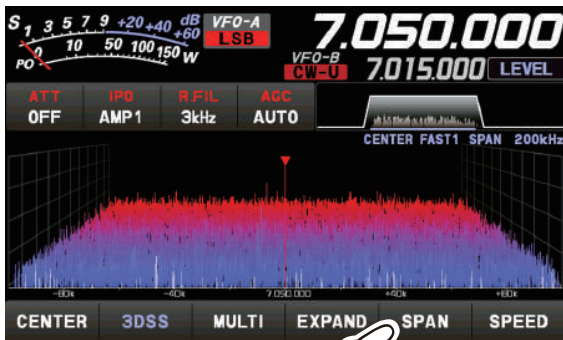 S 1 3 5 7 9 +20 +40 +60 dB
VFO-A
LSB
7.050.000
PO 0 10 50 100 150 W
VFO-B
CW-U
7.015.000
LEVEL
ATT IPO R.FIL AGC
OFF AMP1 3kHz AUTO
CENTER FAST1 SPAN 200kHz
-80k -40k 7.050.000 +40k +80k
CENTER 3DSS MULTI EXPAND SPAN SPEED